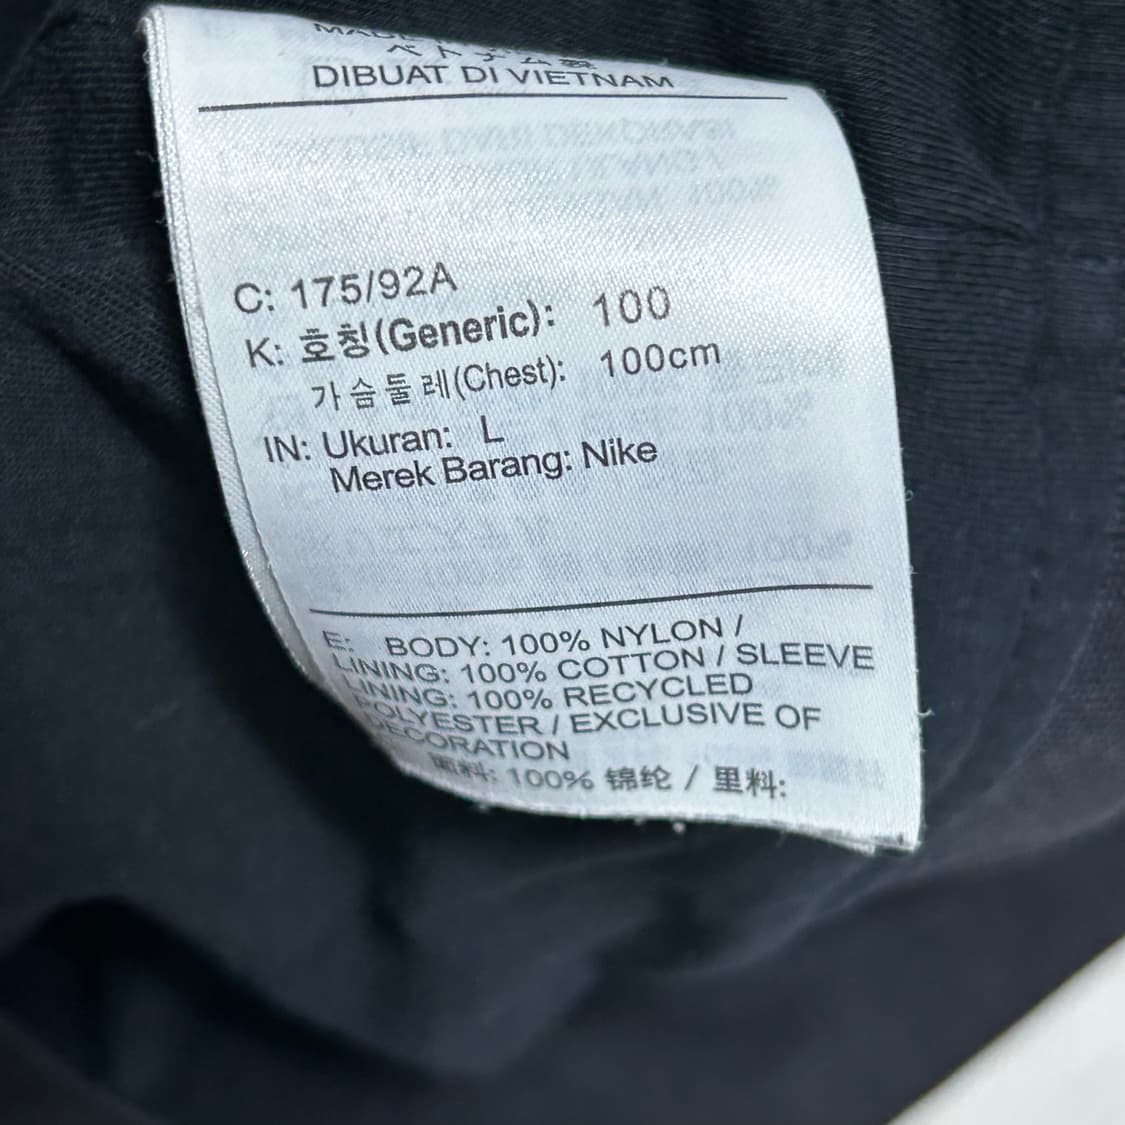 MADE
ベトナム製
DIBUAT DI VIETNAM
C: 175/92A
K: 호칭(Generic): 100
가슴둘레(Chest): 100cm
IN: Ukuran: L
Merek Barang: Nike
E: BODY: 100% NYLON /
LINING: 100% COTTON / SLEEVE
LINING: 100% RECYCLED
POLYESTER / EXCLUSIVE OF
DECORATION
面料: 100% 锦纶 / 里料: